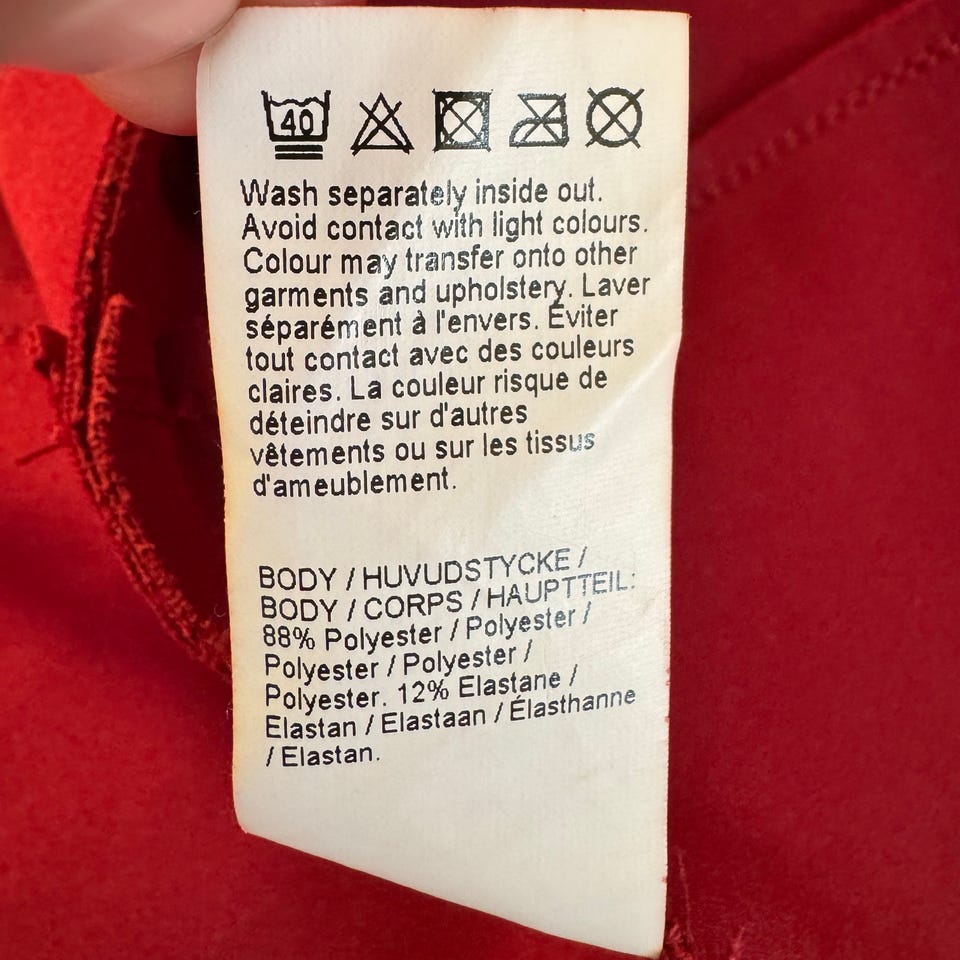 40
Wash separately inside out.
Avoid contact with light colours.
Colour may transfer onto other
garments and upholstery. Laver
séparément à l'envers. Éviter
tout contact avec des couleurs
claires. La couleur risque de
déteindre sur d'autres
vêtements ou sur les tissus
d'ameublement.
BODY / HUVUDSTYCKE /
BODY / CORPS / HAUPTTEIL:
88% Polyester / Polyester /
Polyester / Polyester /
Polyester. 12% Elastane /
Elastan / Elastaan / Élasthanne
/ Elastan.